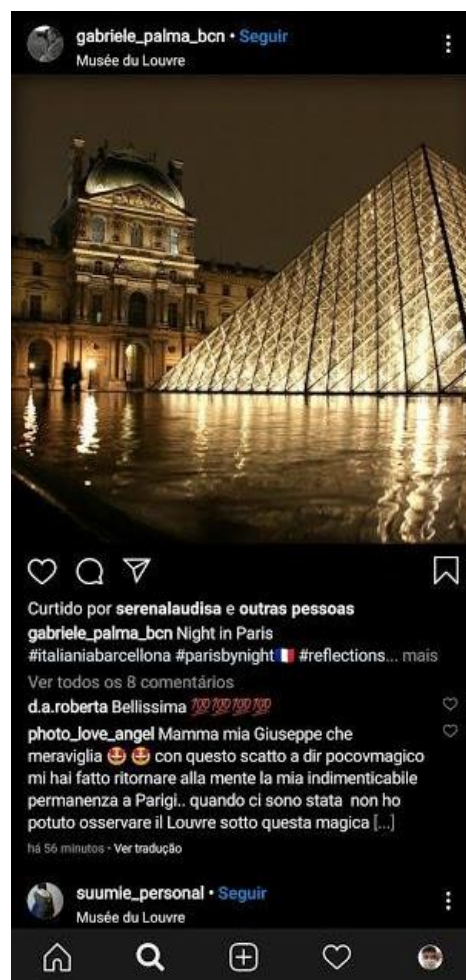 gabriele_palma_bcn • Seguir
Musée du Louvre
Curtido por serenalaudisa e outras pessoas
gabriele_palma_bcn Night in Paris
#italianiabarcellona #parisbynight🇫🇷 #reflections... mais
Ver todos os 8 comentários
d.a.roberta Bellissima 💯💯💯💯
photo_love_angel Mamma mia Giuseppe che
meraviglia 🤩🤩 con questo scatto a dir pocovmagico
mi hai fatto ritornare alla mente la mia indimenticabile
permanenza a Parigi.. quando ci sono stata non ho
potuto osservare il Louvre sotto questa magica [...]
há 56 minutos • Ver tradução
suumie_personal • Seguir
Musée du Louvre